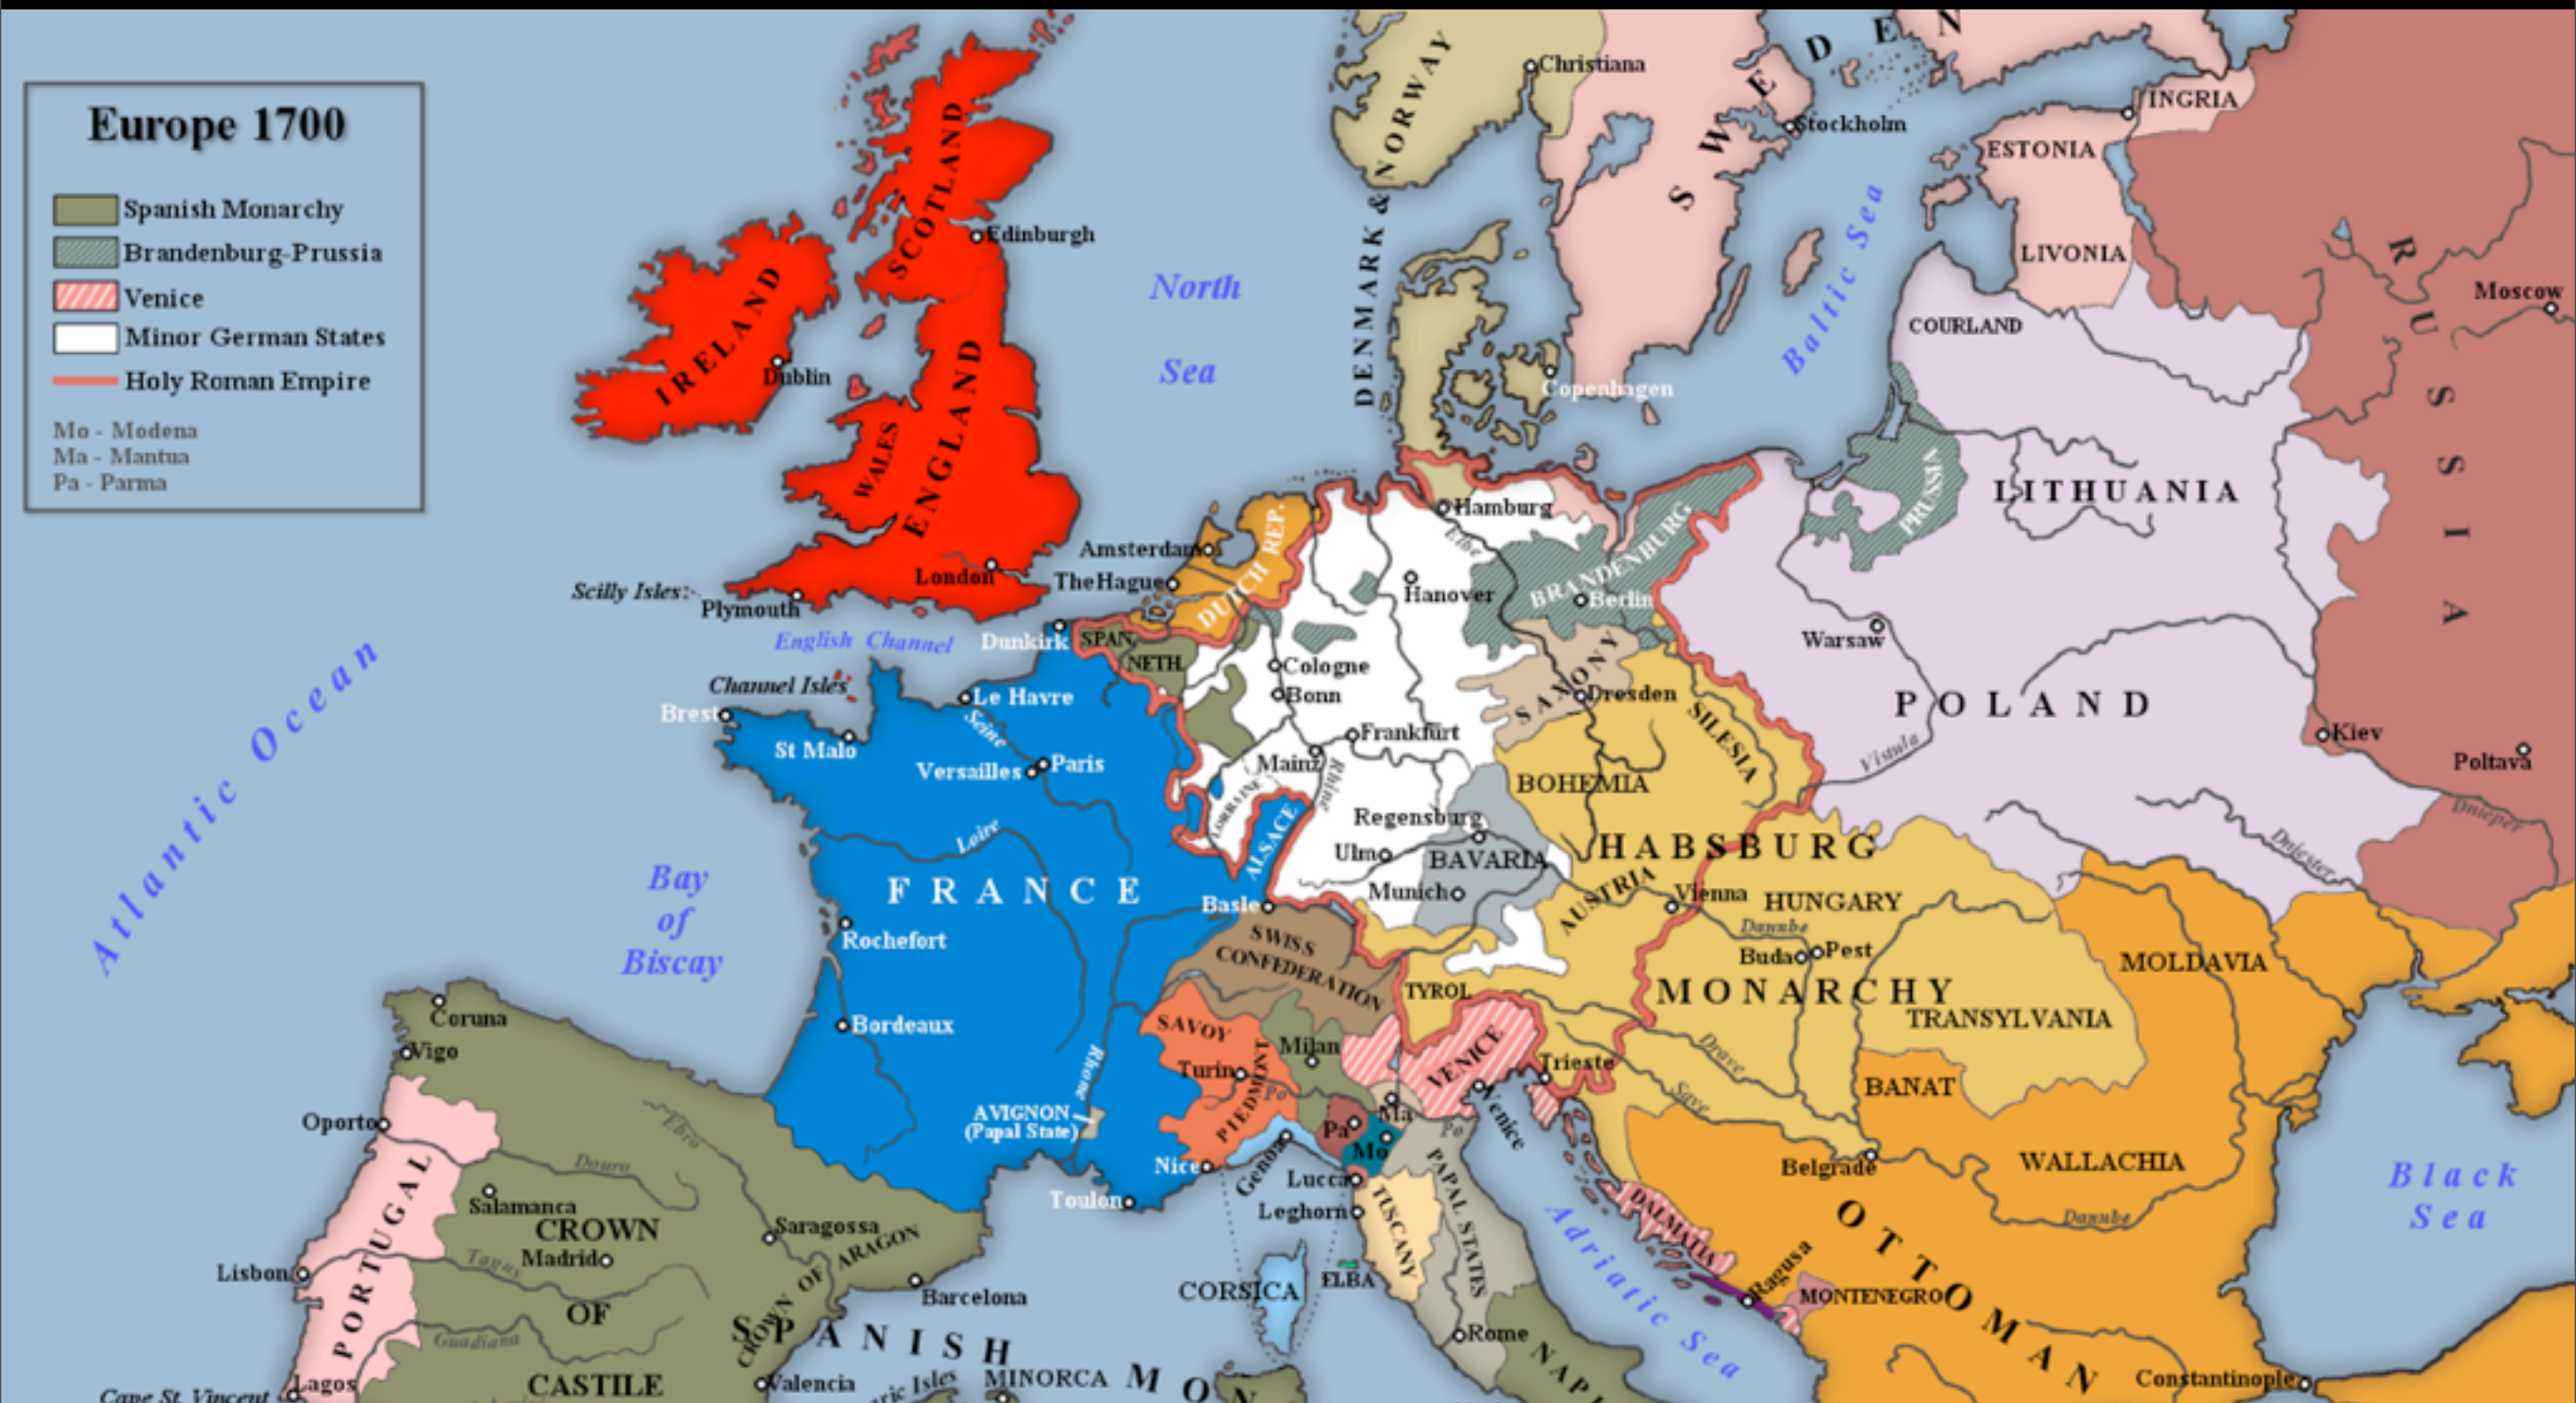 Europe 1700
Spanish Monarchy
Brandenburg-Prussia
Venice
Minor German States
Holy Roman Empire
Mo - Modena
Ma - Mantua
Pa - Parma
NORWAY
DENMARK &
Christiana
SWEDEN
Stockholm
INGRIA
ESTONIA
LIVONIA
Baltic Sea
COURLAND
RUSSIA
Moscow
SCOTLAND
Edinburgh
IRELAND
Dublin
WALES
ENGLAND
London
Plymouth
Scilly Isles
North
Sea
Copenhagen
English Channel
Channel Isles
Atlantic Ocean
Amsterdam
The Hague
DUTCH REP.
Dunkirk
SPAN.
NETH.
Hamburg
Elbe
Hanover
BRANDENBURG
Berlin
PRUSSIA
LITHUANIA
Warsaw
POLAND
Vistula
Kiev
Poltava
Dnieper
Dniester
Cologne
Bonn
Frankfurt
Mainz
Rhine
SAXONY
Dresden
SILESIA
BOHEMIA
Brest
St Malo
Le Havre
Seine
Versailles
Paris
Loire
LORRAINE
ALSACE
Regensburg
Ulm
BAVARIA
Munich
HABSBURG
AUSTRIA
Vienna
HUNGARY
Danube
Buda
Pest
MONARCHY
TRANSYLVANIA
MOLDAVIA
FRANCE
Bay
of
Biscay
Rochefort
Bordeaux
Basle
SWISS
CONFEDERATION
TYROL
SAVOY
Turin
PIEDMONT
Po
Milan
VENICE
Venice
Trieste
Drave
Save
BANAT
Belgrade
WALLACHIA
Danube
Black
Sea
Rhone
AVIGNON
(Papal State)
Nice
Toulon
Genoa
Pa
Ma
Mo
Po
Lucca
Leghorn
TUSCANY
PAPAL STATES
CORSICA
ELBA
Rome
Adriatic Sea
DALMATIA
Ragusa
MONTENEGRO
OTTOMAN
Constantinople
Coruna
Vigo
Oporto
Douro
Ebro
PORTUGAL
Salamanca
CROWN
Madrid
Tagus
OF
Guadiana
CASTILE
Saragossa
CROWN OF ARAGON
Barcelona
Lisbon
Lagos
Cape St. Vincent
Valencia
SPANISH
MINORCA